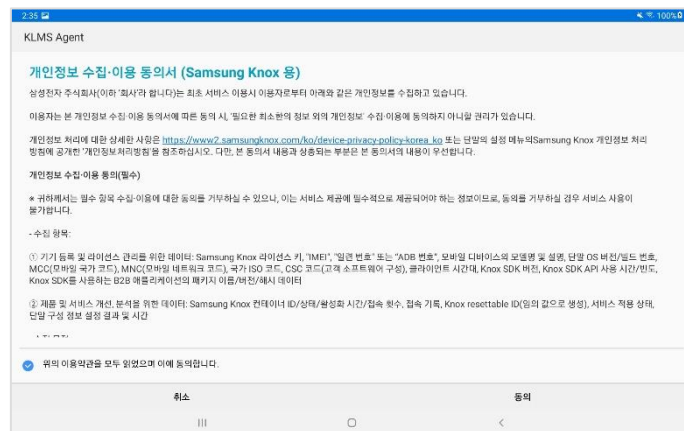 2:35 100%
KLMS Agent
개인정보 수집·이용 동의서 (Samsung Knox 용)
삼성전자 주식회사(이하 '회사'라 합니다)는 최초 서비스 이용시 이용자로부터 아래와 같은 개인정보를 수집하고 있습니다.
이용자는 본 개인정보 수집·이용 동의서에 따른 동의 시, '필요한 최소한의 정보 외의 개인정보' 수집·이용에 동의하지 아니할 권리가 있습니다.
개인정보 처리에 대한 상세한 사항은 https://www2.samsungknox.com/ko/device-privacy-policy-korea_ko 또는 단말의 설정 메뉴의Samsung Knox 개인정보 처리
방침에 공개한 '개인정보처리방침'을 참조하십시오. 다만, 본 동의서 내용과 상충되는 부분은 본 동의서의 내용이 우선합니다.
개인정보 수집·이용 동의(필수)
※ 귀하께서는 필수 항목 수집·이용에 대한 동의를 거부하실 수 있으나, 이는 서비스 제공에 필수적으로 제공되어야 하는 정보이므로, 동의를 거부하실 경우 서비스 사용이
불가합니다.
- 수집 항목:
① 기기 등록 및 라이선스 관리를 위한 데이터: Samsung Knox 라이선스 키, "IMEI", "일련 번호" 또는 "ADB 번호", 모바일 디바이스의 모델명 및 설명, 단말 OS 버전/빌드 번호,
MCC(모바일 국가 코드), MNC(모바일 네트워크 코드), 국가 ISO 코드, CSC 코드(고객 소프트웨어 구성), 클라이언트 시간대, Knox SDK 버전, Knox SDK API 사용 시간/빈도,
Knox SDK를 사용하는 B2B 애플리케이션의 패키지 이름/버전/해시 데이터
② 제품 및 서비스 개선, 분석을 위한 데이터: Samsung Knox 컨테이너 ID/상태/활성화 시간/접속 횟수, 접속 기록, Knox resettable ID(임의 값으로 생성), 서비스 적용 상태,
단말 구성 정보 설정 결과 및 시간
위의 이용약관을 모두 읽었으며 이에 동의합니다.
취소 동의